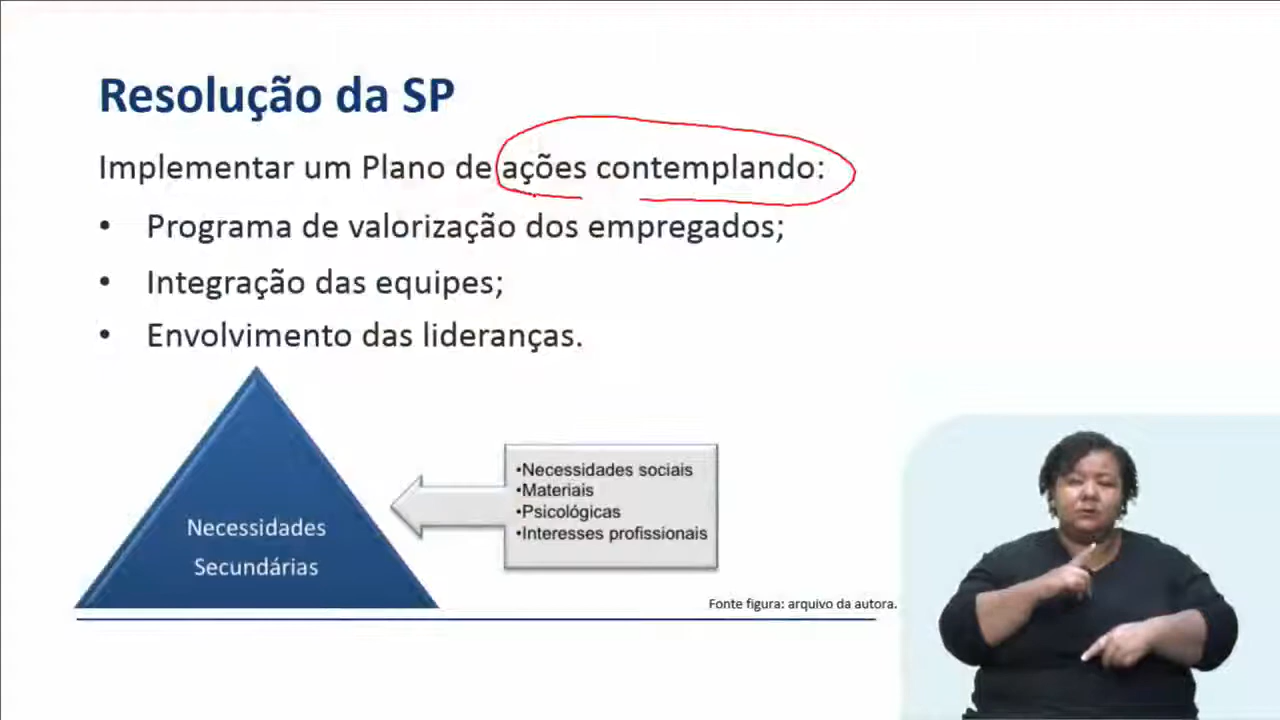 Resolução da SP
Implementar um Plano de ações contemplando:
• Programa de valorização dos empregados;
• Integração das equipes;
• Envolvimento das lideranças.
Necessidades
Secundárias
•Necessidades sociais
•Materiais
•Psicológicas
•Interesses profissionais
Fonte figura: arquivo da autora.